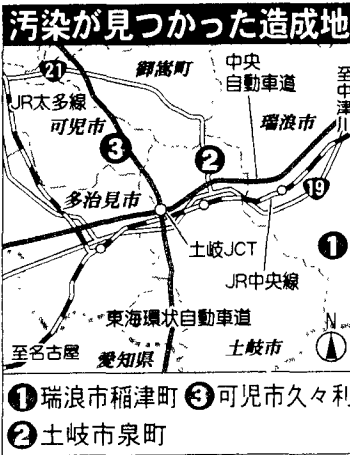 汚染が見つかった造成地
21
御嵩町
中央
自動車道
至中津川
JR太多線
可児市
瑞浪市
3
2
19
多治見市
土岐JCT
1
JR中央線
東海環状自動車道
N
至名古屋
愛知県
土岐市
1瑞浪市稲津町 3可児市久々利
2土岐市泉町